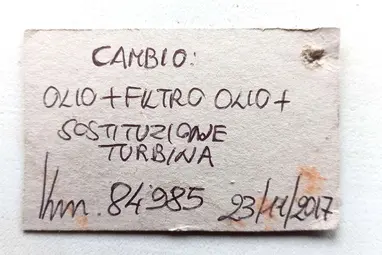 CAMBIO:
OLIO + FILTRO OLIO +
SOSTITUZIONE
TURBINA
Km. 84985 23/11/2017